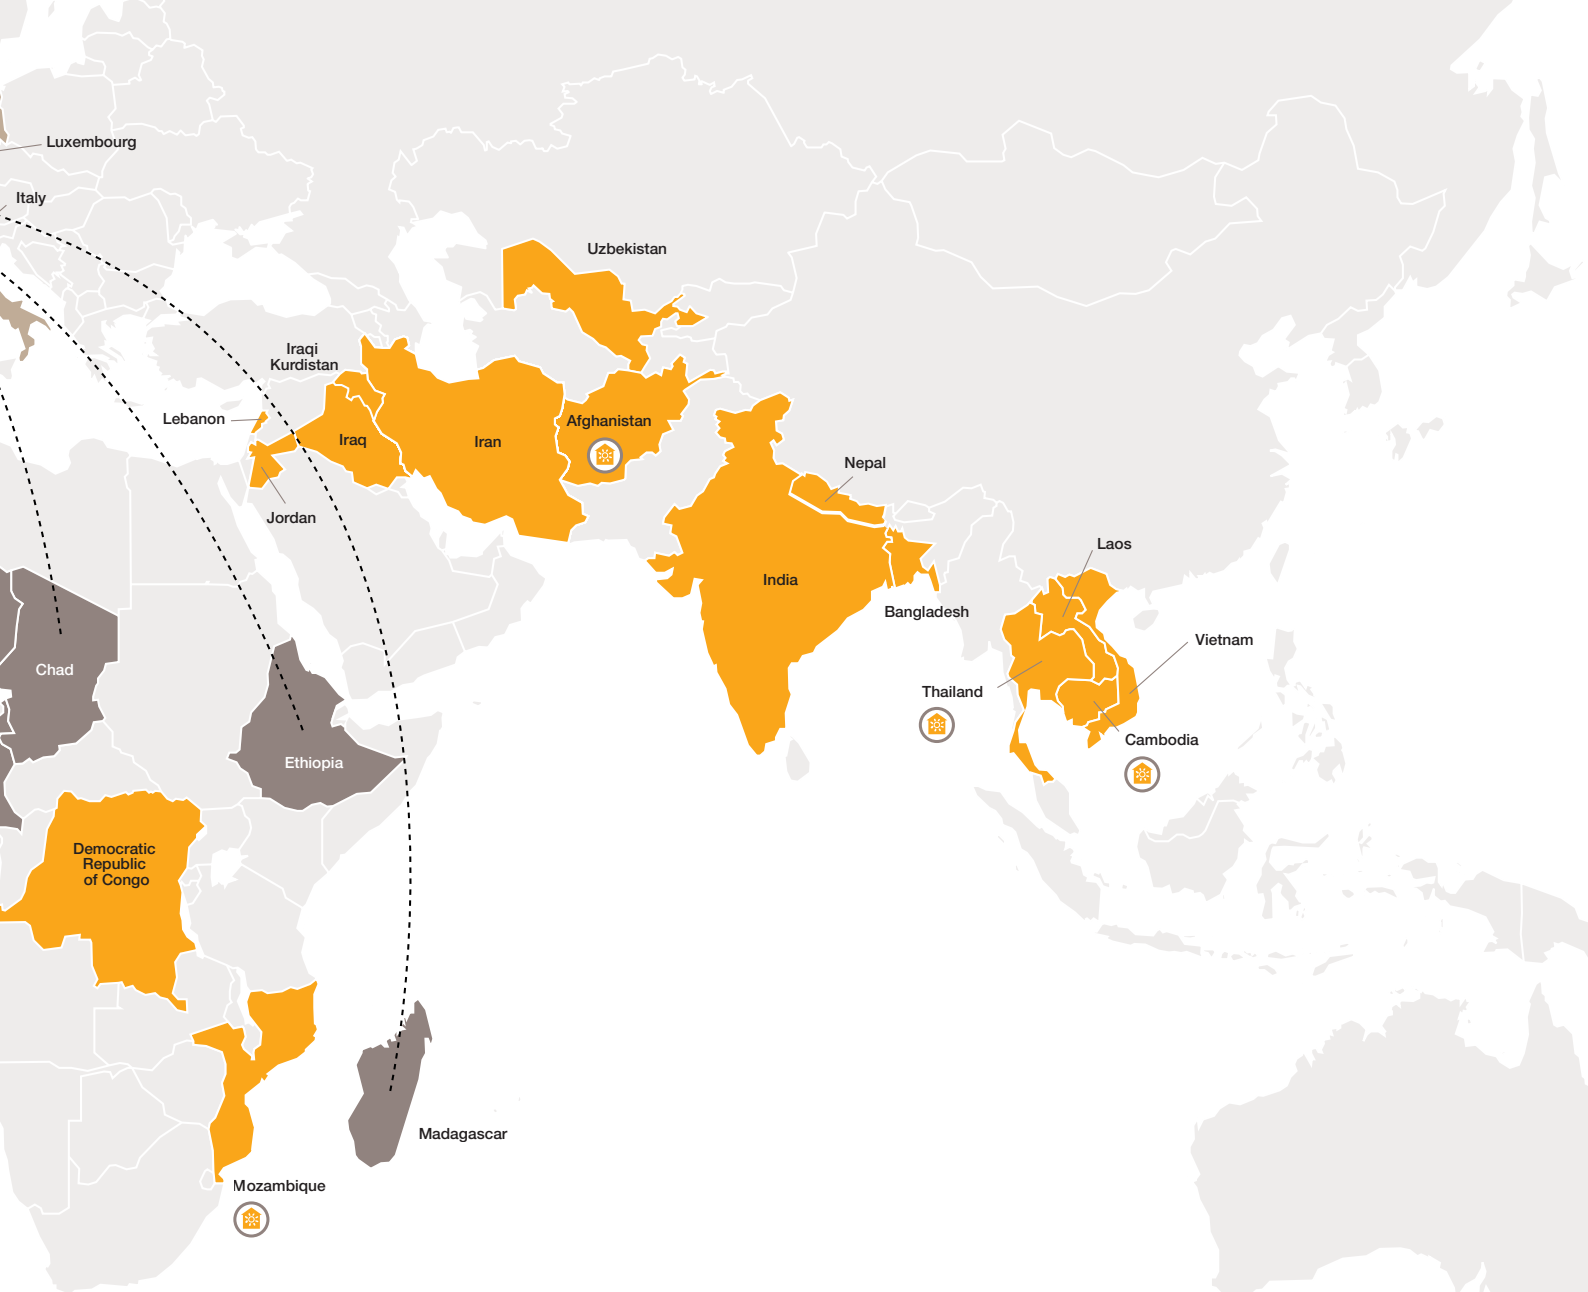 Luxembourg
Italy
Uzbekistan
Iraqi
Kurdistan
Lebanon
Afghanistan
Iraq
Iran
Nepal
Jordan
Laos
India
Bangladesh
Vietnam
Chad
Thailand
Cambodia
Ethiopia
Democratic
Republic
of Congo
Madagascar
Mozambique